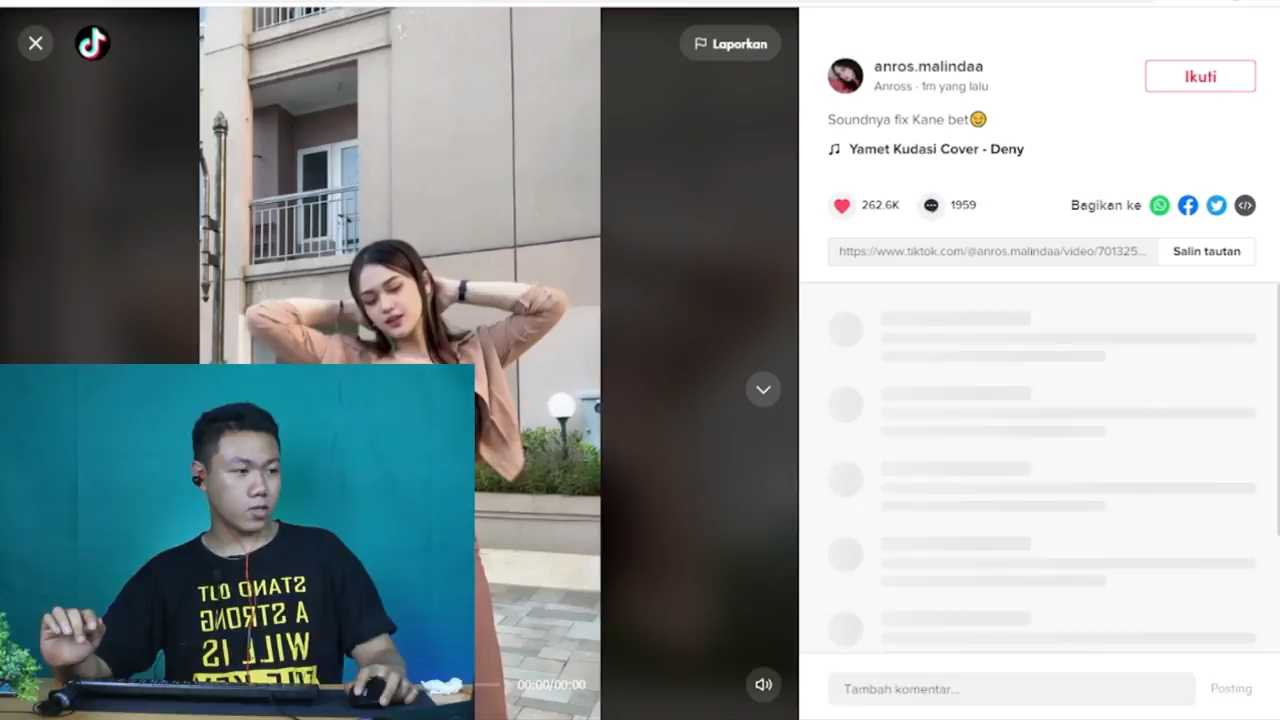 Laporkan
anros.malindaa
Anross · 1m yang lalu
Ikuti
Soundnya fix Kane bet😏
Yamet Kudasi Cover - Deny
262.6K
1959
Bagikan ke
https://www.tiktok.com/@anros.malindaa/video/701325...
Salin tautan
STAND OUT
A STRONG
WILL IS
00:00/00:00
Tambah komentar...
Posting